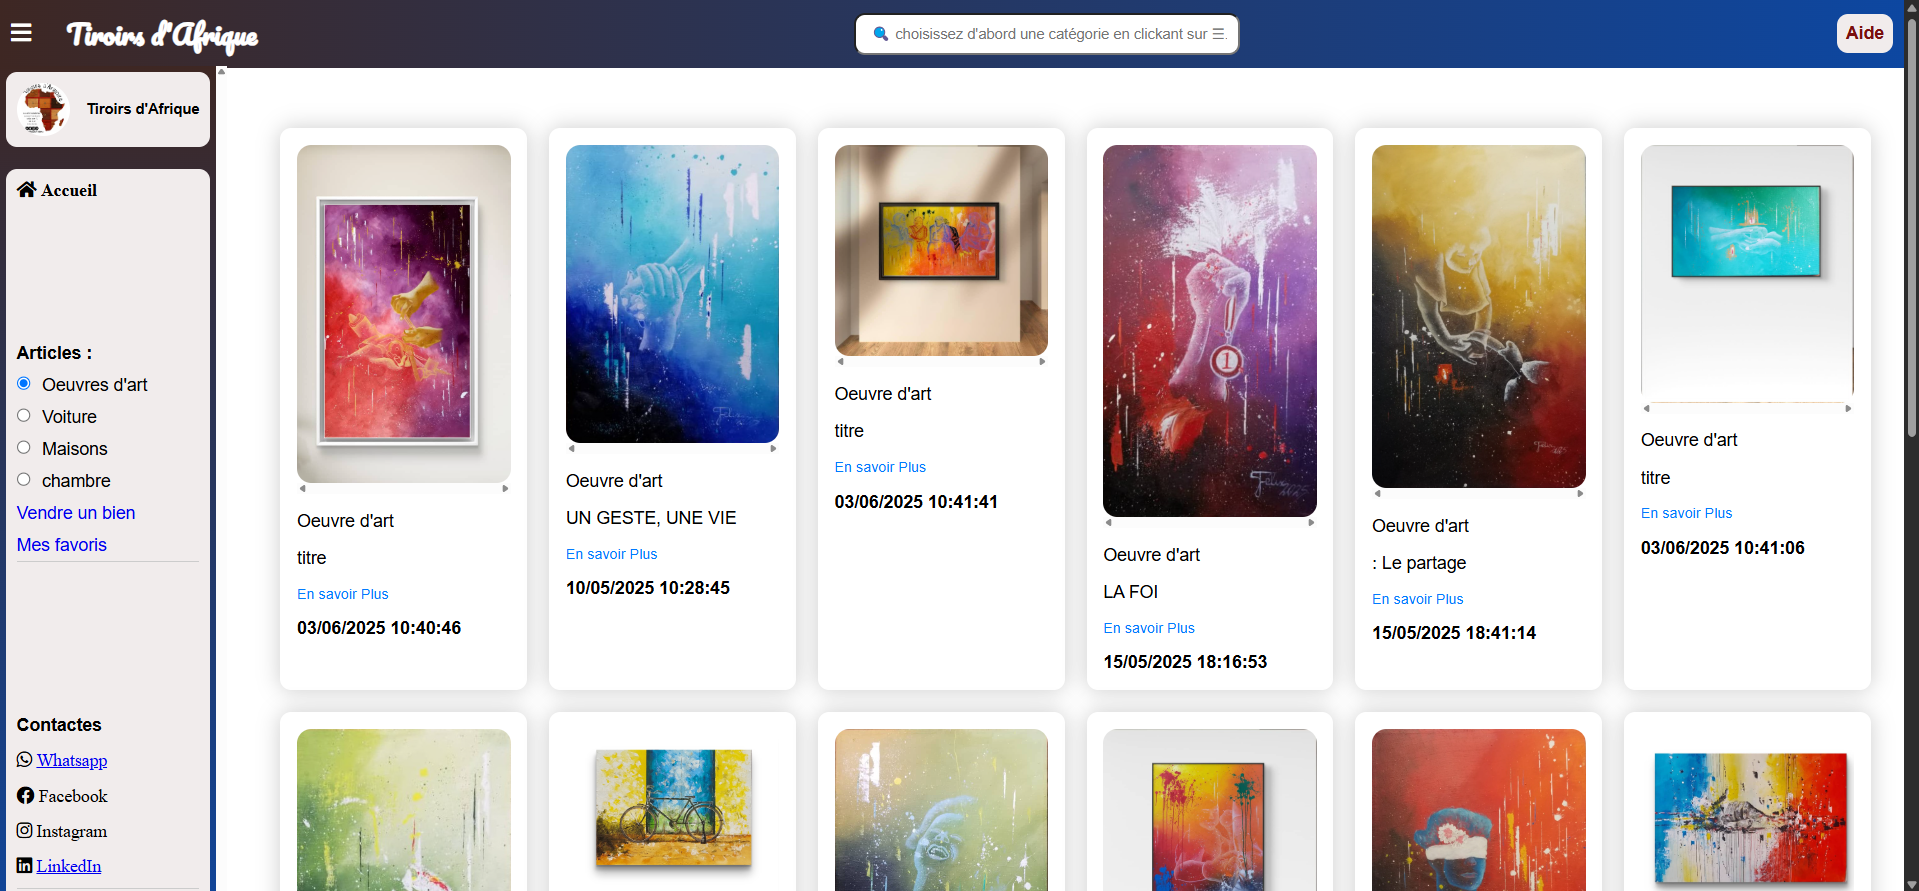 Tiroirs d'Afrique
choisissez d'abord une catégorie en clickant sur ☰.
Aide
Tiroirs d'Afrique
Accueil
Articles :
Oeuvres d'art
Voiture
Maisons
chambre
Vendre un bien
Mes favoris
Contactes
Whatsapp
Facebook
Instagram
LinkedIn
Oeuvre d'art
titre
En savoir Plus
03/06/2025 10:40:46
Oeuvre d'art
UN GESTE, UNE VIE
En savoir Plus
10/05/2025 10:28:45
Oeuvre d'art
titre
En savoir Plus
03/06/2025 10:41:41
1
Oeuvre d'art
LA FOI
En savoir Plus
15/05/2025 18:16:53
Oeuvre d'art
: Le partage
En savoir Plus
15/05/2025 18:41:14
Oeuvre d'art
titre
En savoir Plus
03/06/2025 10:41:06